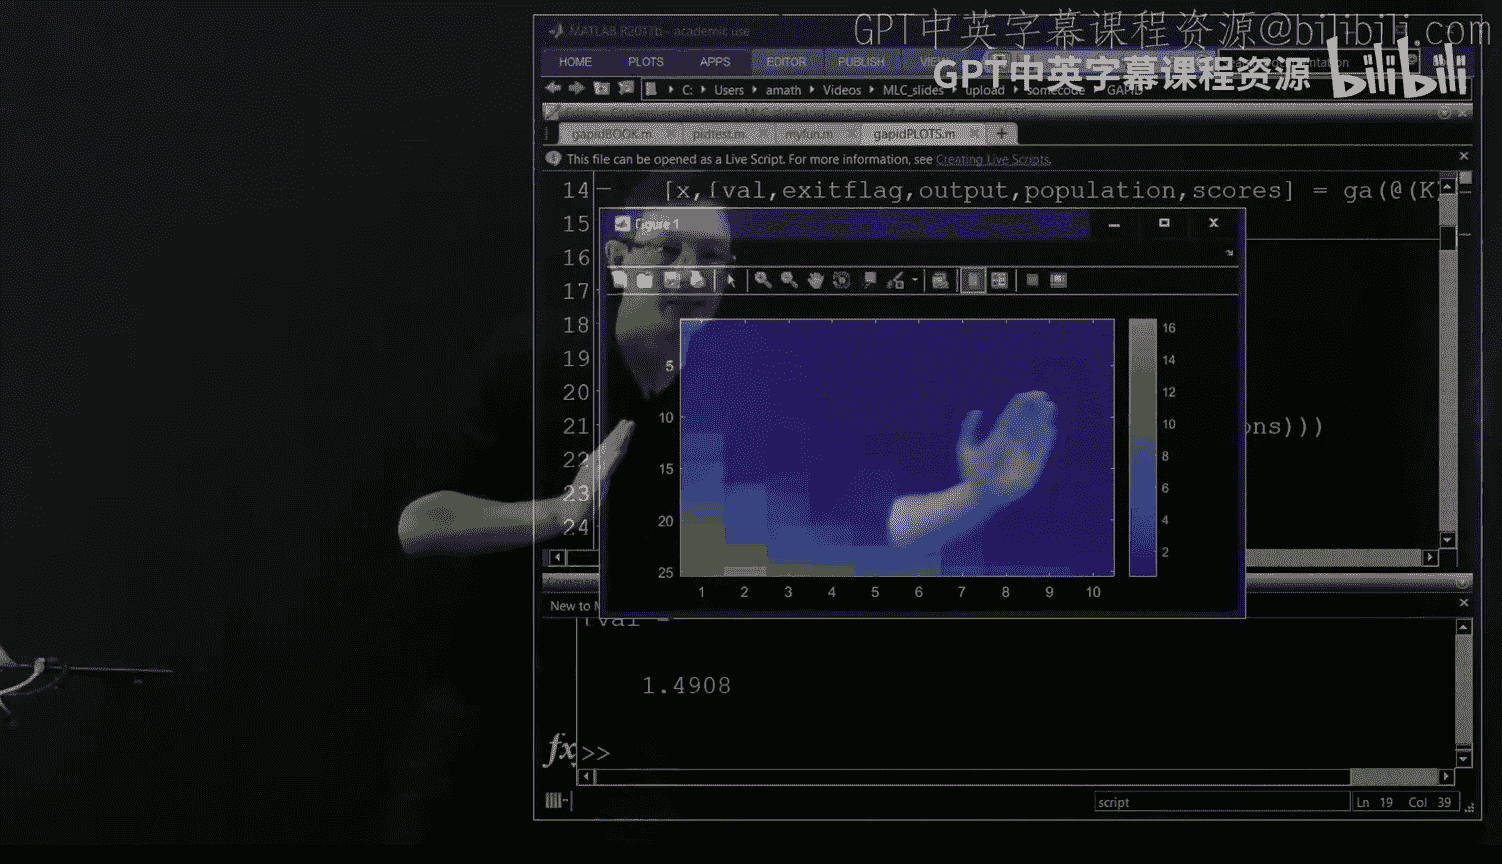 GPT中英字幕课程资源@bilibili.com
GPT中英字幕课程资源 bilibili
MATLAB R2017b - academic use
HOME PLOTS APPS EDITOR PUBLISH
C: Users amath Videos MLC_slides upload somecode GAPID
gapidBOOK.m pidtest.m myfun.m gapidPLOTS.m +
This file can be opened as a Live Script. For more information, see Creating Live Scripts.
14 [x,fval,exitflag,output,population,scores] = ga(@(K)
15
16
17
18
19
20
21 ons)))
22
23
24
Figure 1
5
10
15
20
25
1 2 3 4 5 6 7 8 9 10
16
14
12
10
8
6
4
2
New to
fval =
1.4908
fx >>
script Ln 19 Col 39